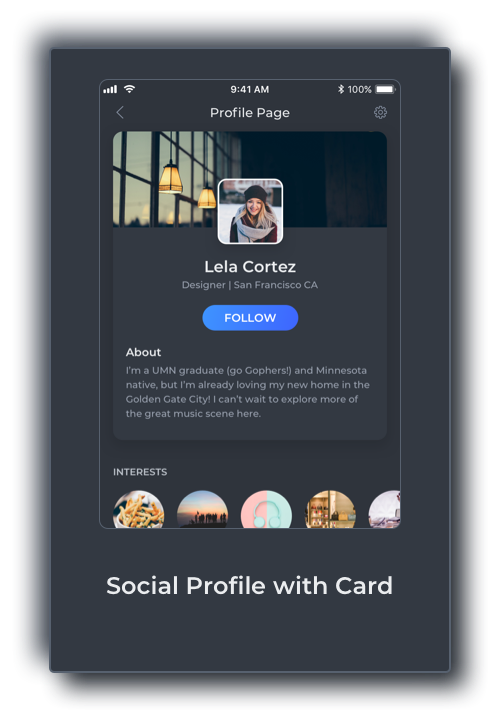 9:41 AM
100%
Profile Page
Lela Cortez
Designer | San Francisco CA
FOLLOW
About
I'm a UMN graduate (go Gophers!) and Minnesota
native, but I'm already loving my new home in the
Golden Gate City! I can't wait to explore more of
the great music scene here.
INTERESTS
Social Profile with Card